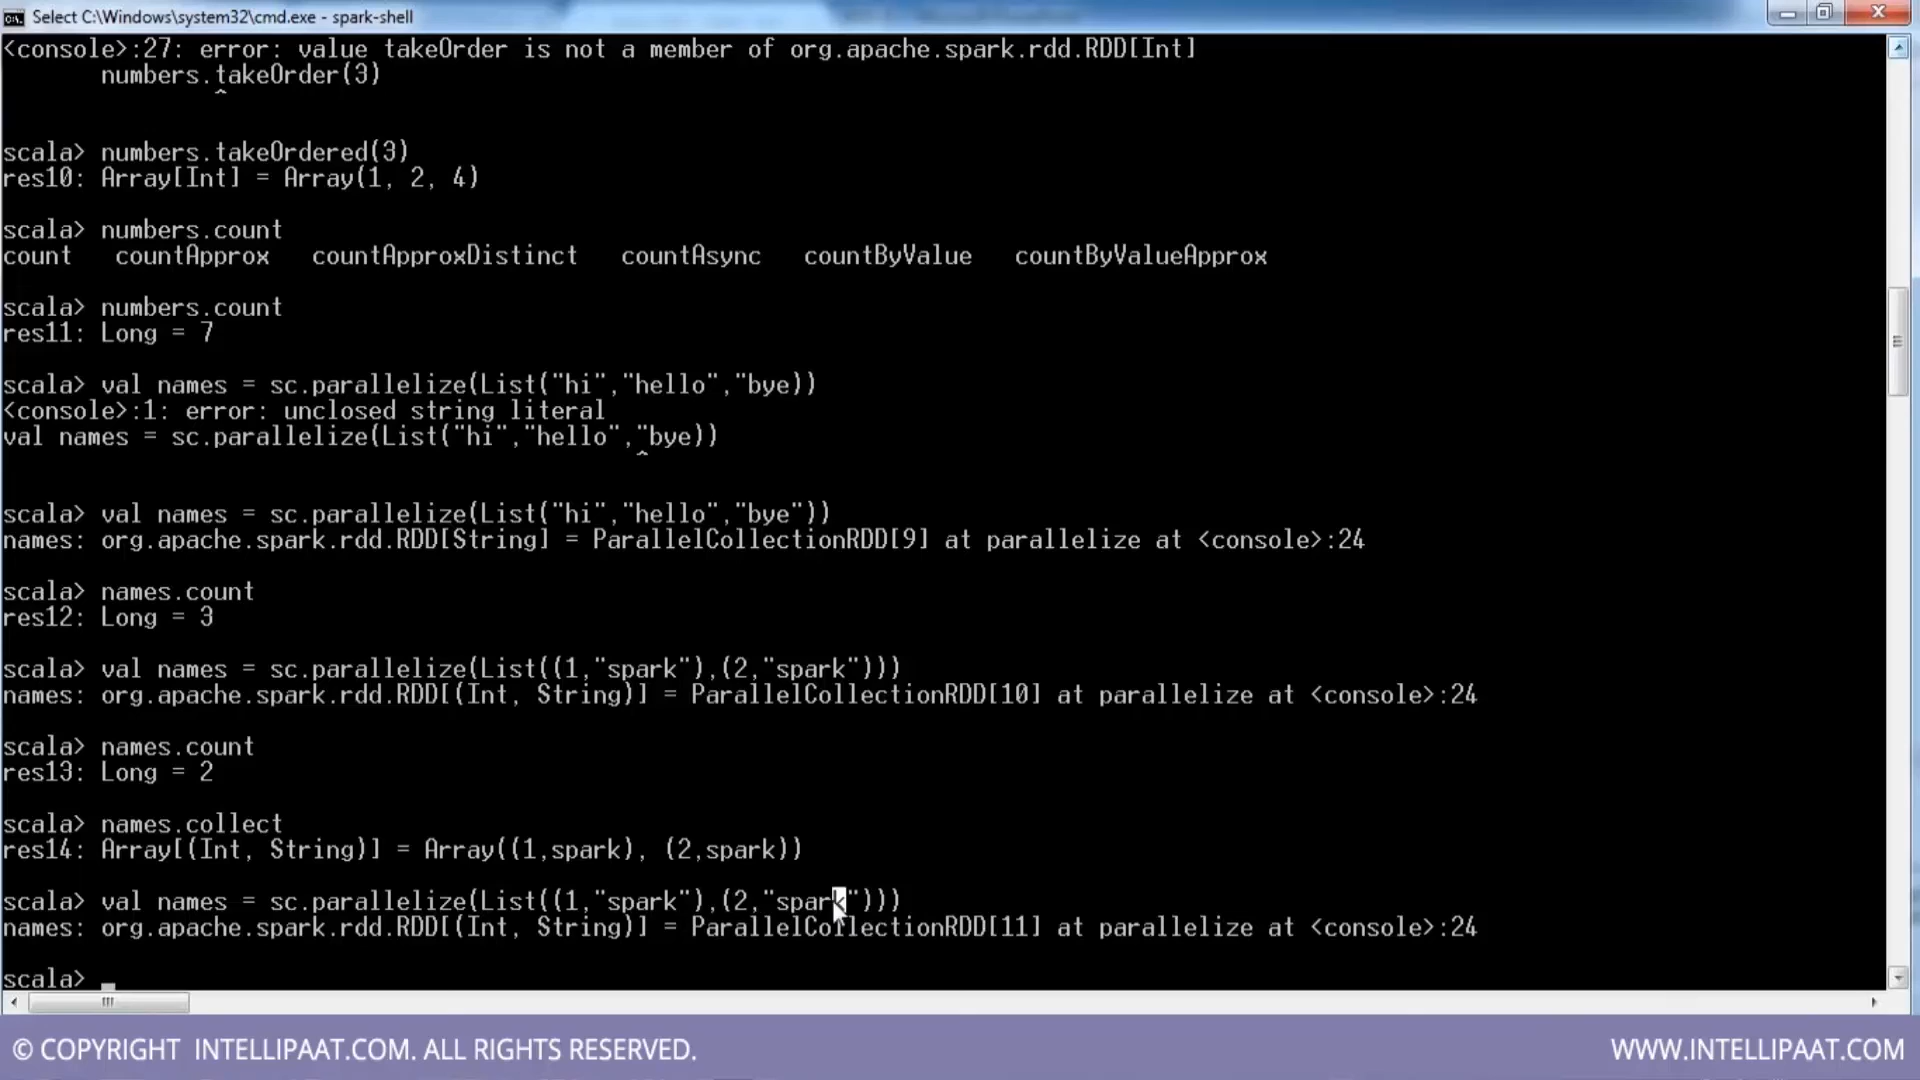 Select C:\Windows\system32\cmd.exe - spark-shell
<console>:27: error: value takeOrder is not a member of org.apache.spark.rdd.RDD[Int]
numbers.takeOrder(3)
^
scala> numbers.takeOrdered(3)
res10: Array[Int] = Array(1, 2, 4)
scala> numbers.count
count countApprox countApproxDistinct countAsync countByValue countByValueApprox
scala> numbers.count
res11: Long = 7
scala> val names = sc.parallelize(List("hi","hello","bye))
<console>:1: error: unclosed string literal
val names = sc.parallelize(List("hi","hello","bye))
^
scala> val names = sc.parallelize(List("hi","hello","bye"))
names: org.apache.spark.rdd.RDD[String] = ParallelCollectionRDD[9] at parallelize at <console>:24
scala> names.count
res12: Long = 3
scala> val names = sc.parallelize(List((1,"spark"),(2,"spark")))
names: org.apache.spark.rdd.RDD[(Int, String)] = ParallelCollectionRDD[10] at parallelize at <console>:24
scala> names.count
res13: Long = 2
scala> names.collect
res14: Array[(Int, String)] = Array((1,spark), (2,spark))
scala> val names = sc.parallelize(List((1,"spark"),(2,"spark")))
names: org.apache.spark.rdd.RDD[(Int, String)] = ParallelCollectionRDD[11] at parallelize at <console>:24
scala>
© COPYRIGHT INTELLIPAAT.COM. ALL RIGHTS RESERVED.
WWW.INTELLIPAAT.COM